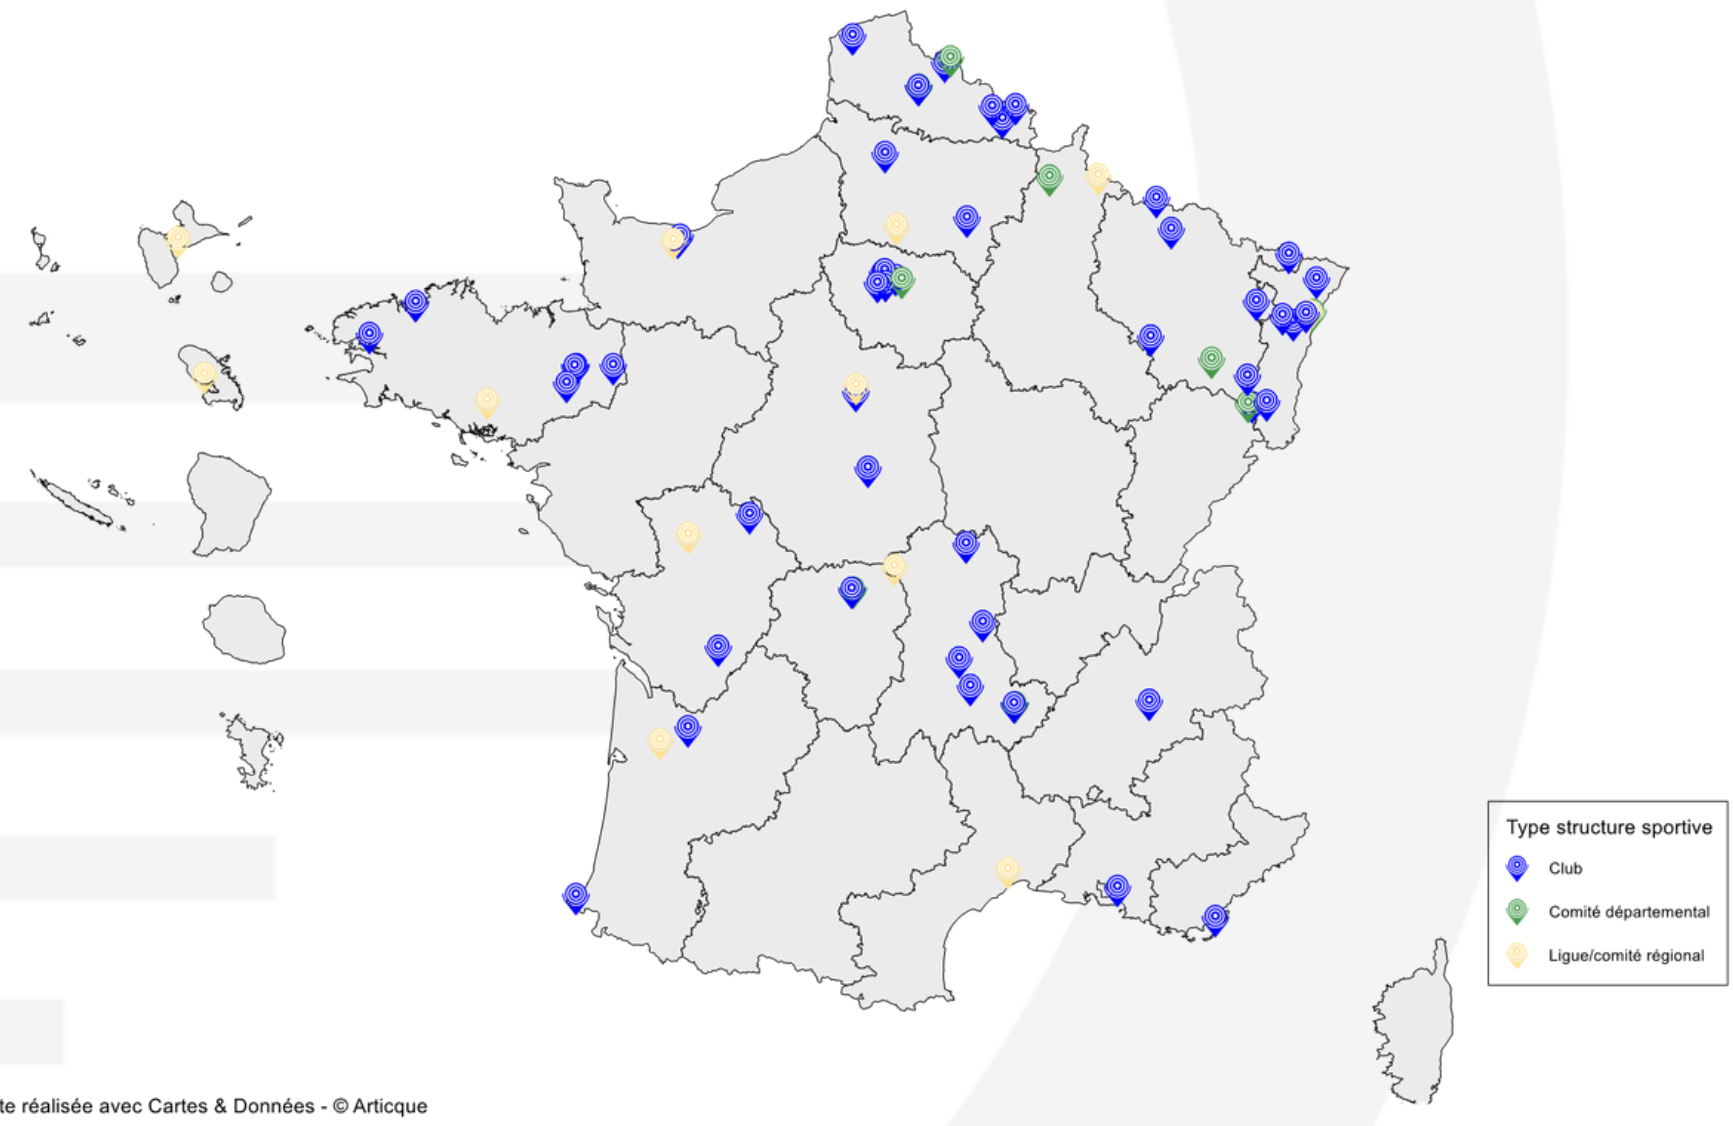 Type structure sportive
Club
Comité départemental
Ligue/comité régional
te réalisée avec Cartes & Données - © Articque